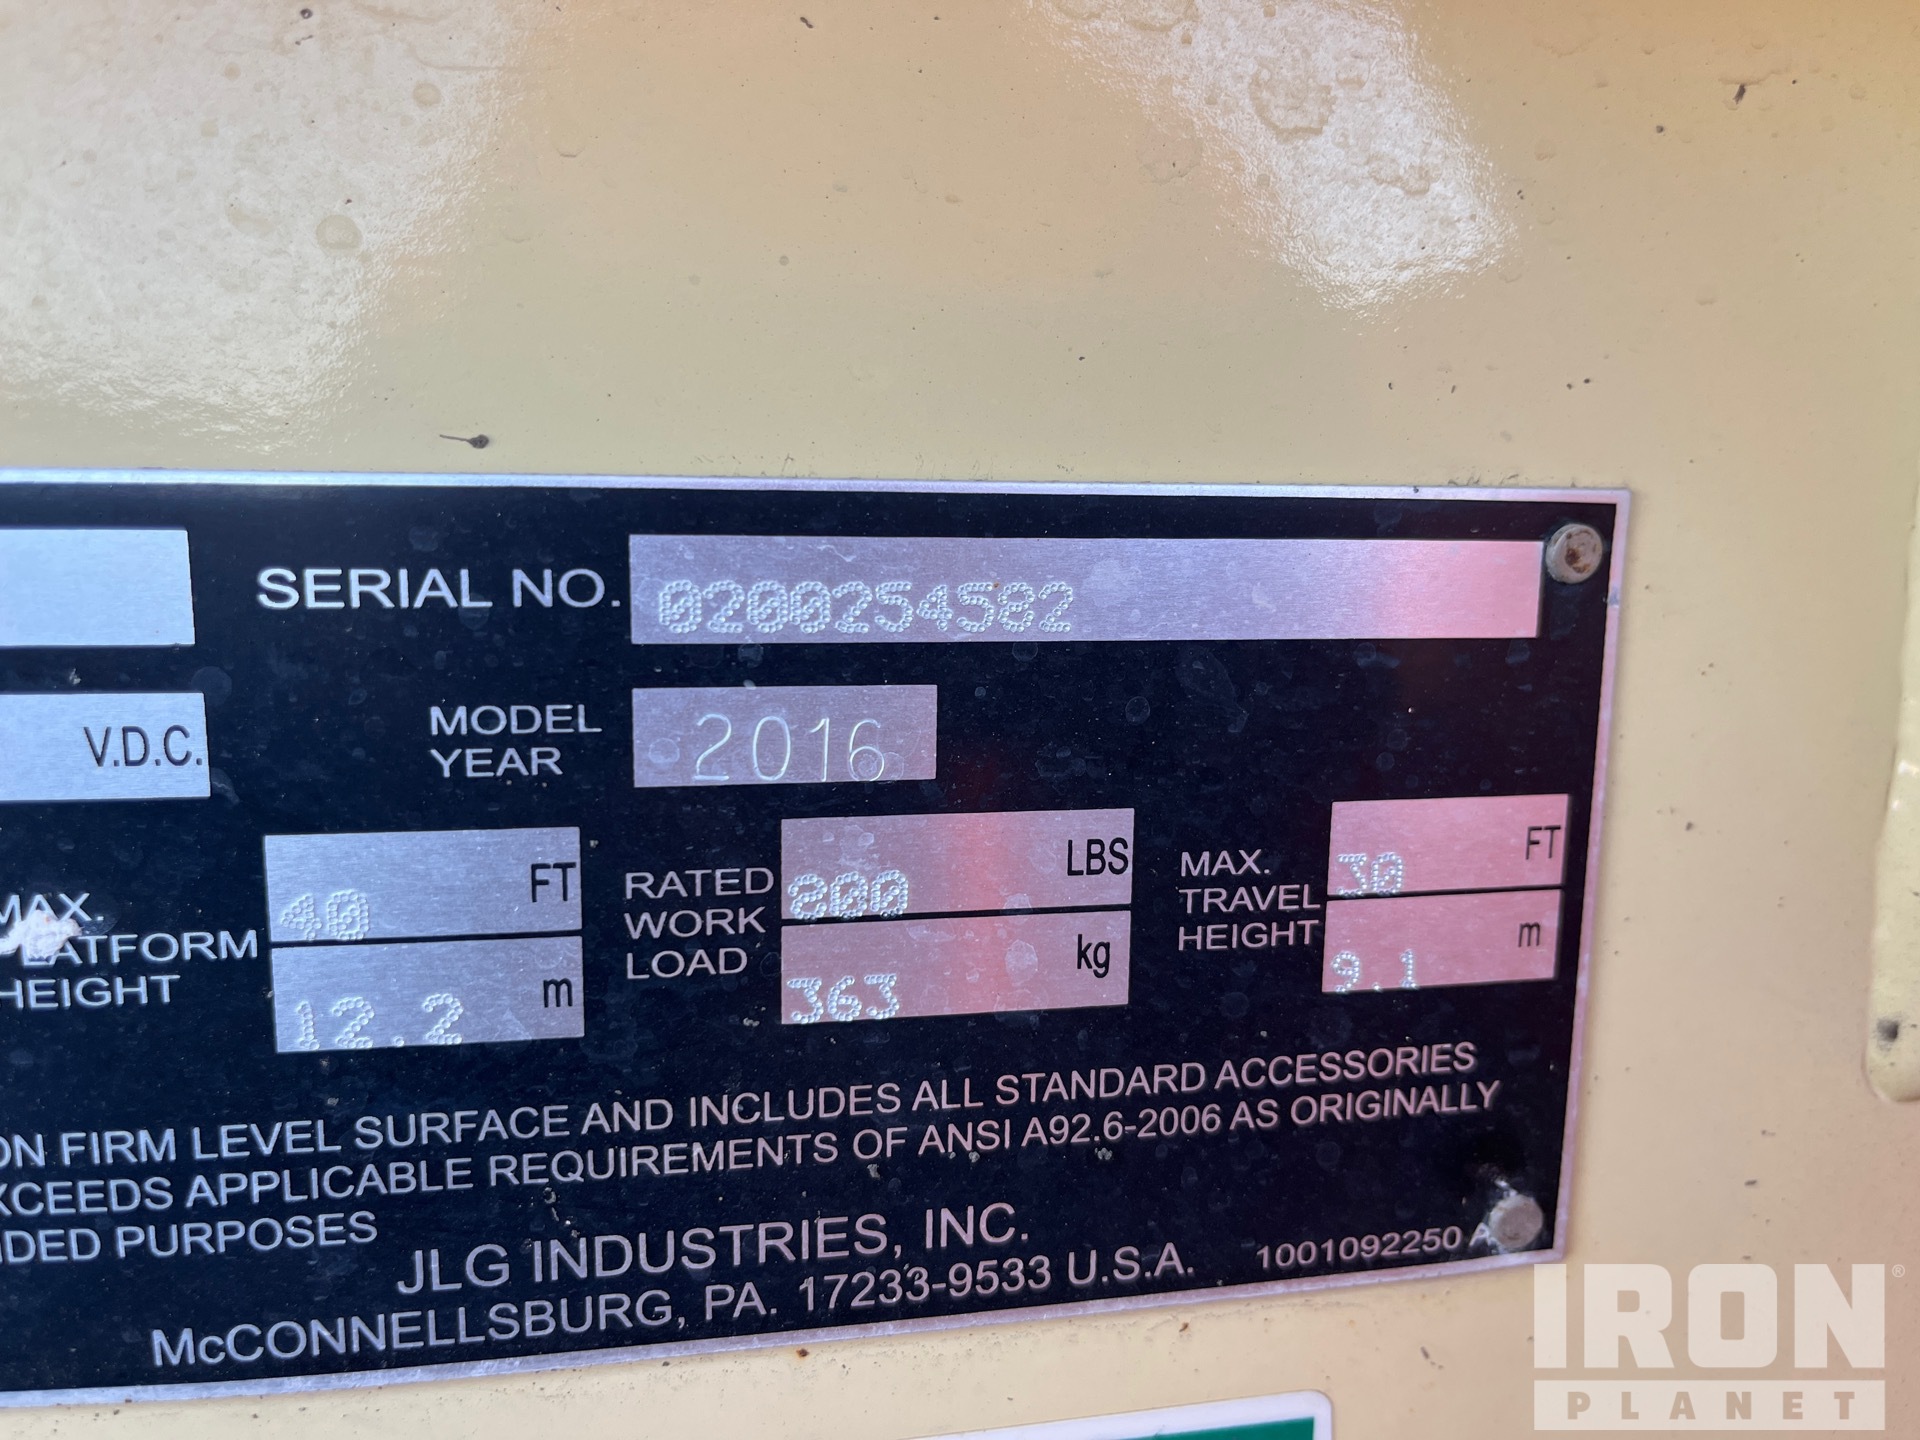 SERIAL NO. 0200254582
V.D.C.
MODEL YEAR 2016
MAX. PLATFORM HEIGHT
40 FT
12.2 m
RATED WORK LOAD
800 LBS
363 kg
MAX. TRAVEL HEIGHT
30 FT
9.1 m
ON FIRM LEVEL SURFACE AND INCLUDES ALL STANDARD ACCESSORIES
XCEEDS APPLICABLE REQUIREMENTS OF ANSI A92.6-2006 AS ORIGINALLY
DED PURPOSES
JLG INDUSTRIES, INC.
McCONNELLSBURG, PA. 17233-9533 U.S.A.
1001092250 A
IRON®
PLANET